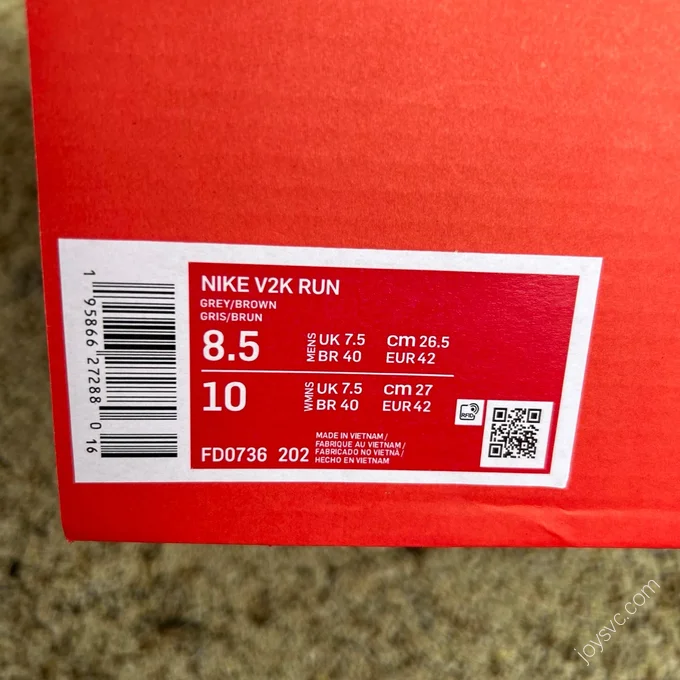 1 95866 27288 0 16
NIKE V2K RUN
GREY/BROWN
GRIS/BRUN
8.5 MENS UK 7.5 cm 26.5
BR 40 EUR 42
10 WMNS UK 7.5 cm 27
BR 40 EUR 42
FD0736 202
MADE IN VIETNAM /
FABRIQUE AU VIETNAM /
FABRICADO NO VIETNÃ /
HECHO EN VIETNAM
RFID
joysvc.com